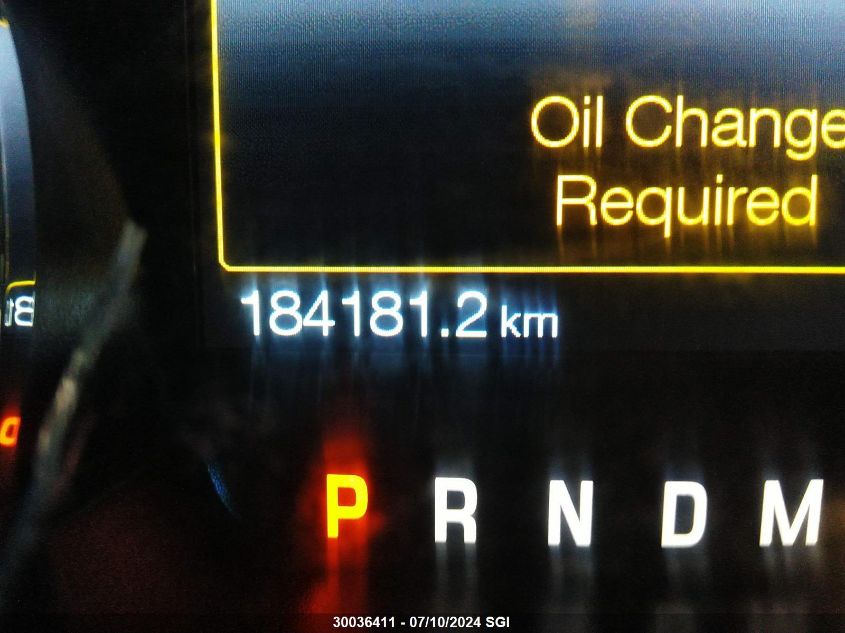 Oil Change
Required
184181.2 km
P R N D M
30036411 - 07/10/2024 SGI